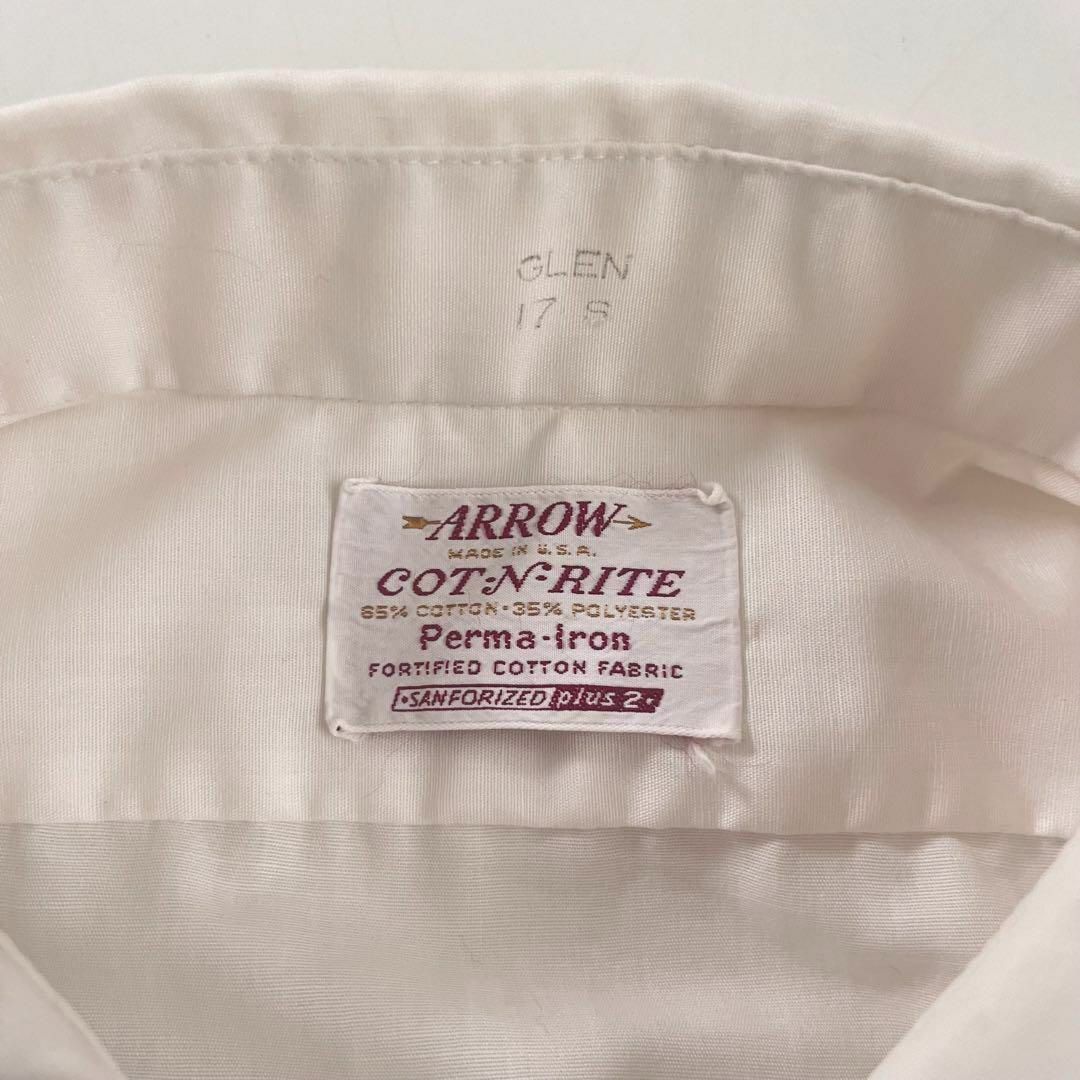 GLEN
17 S
ARROW
MADE IN U.S.A.
COT-N-RITE
65% COTTON • 35% POLYESTER
Perma-iron
FORTIFIED COTTON FABRIC
•SANFORIZED plus 2•